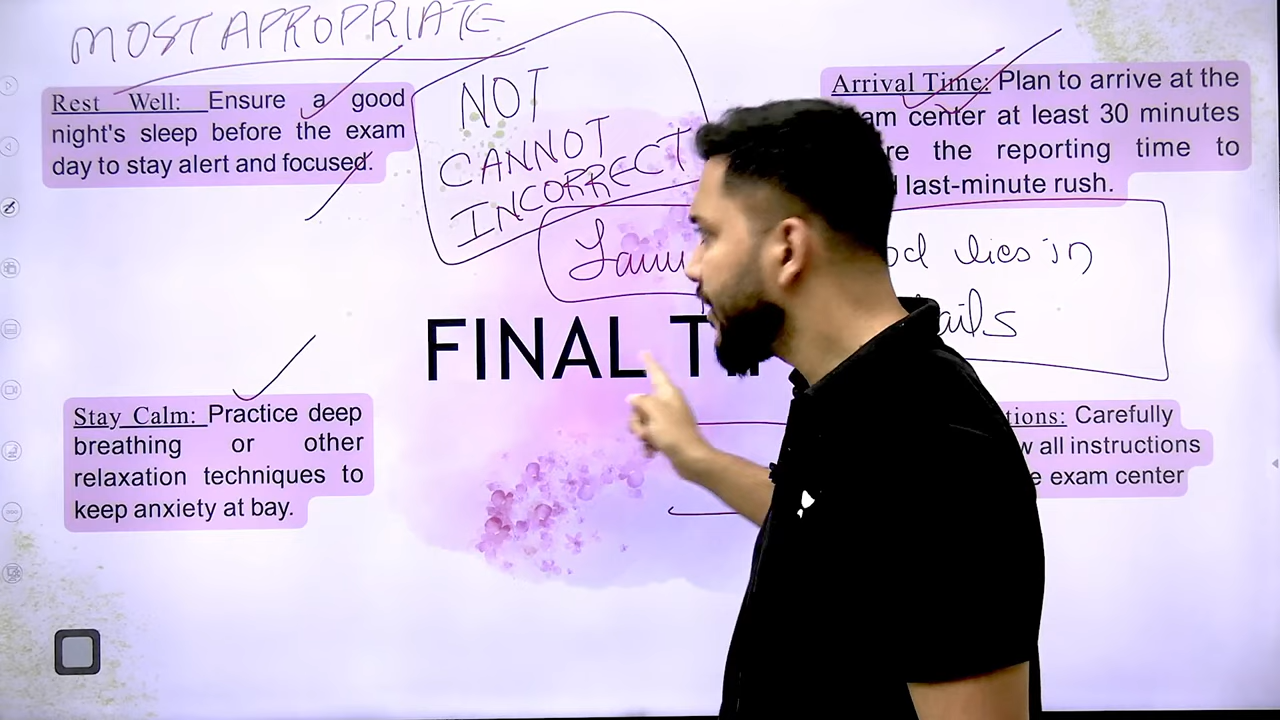 MOST APROPRIATE
Rest Well: Ensure a good
night's sleep before the exam
day to stay alert and focused.
NOT
CANNOT
INCORRECT
Arrival Time: Plan to arrive at the
center at least 30 minutes
the reporting time to
last-minute rush.
lies in
FINAL
Stay Calm: Practice deep
breathing or other
relaxation techniques to
keep anxiety at bay.
Carefully
all instructions
exam center